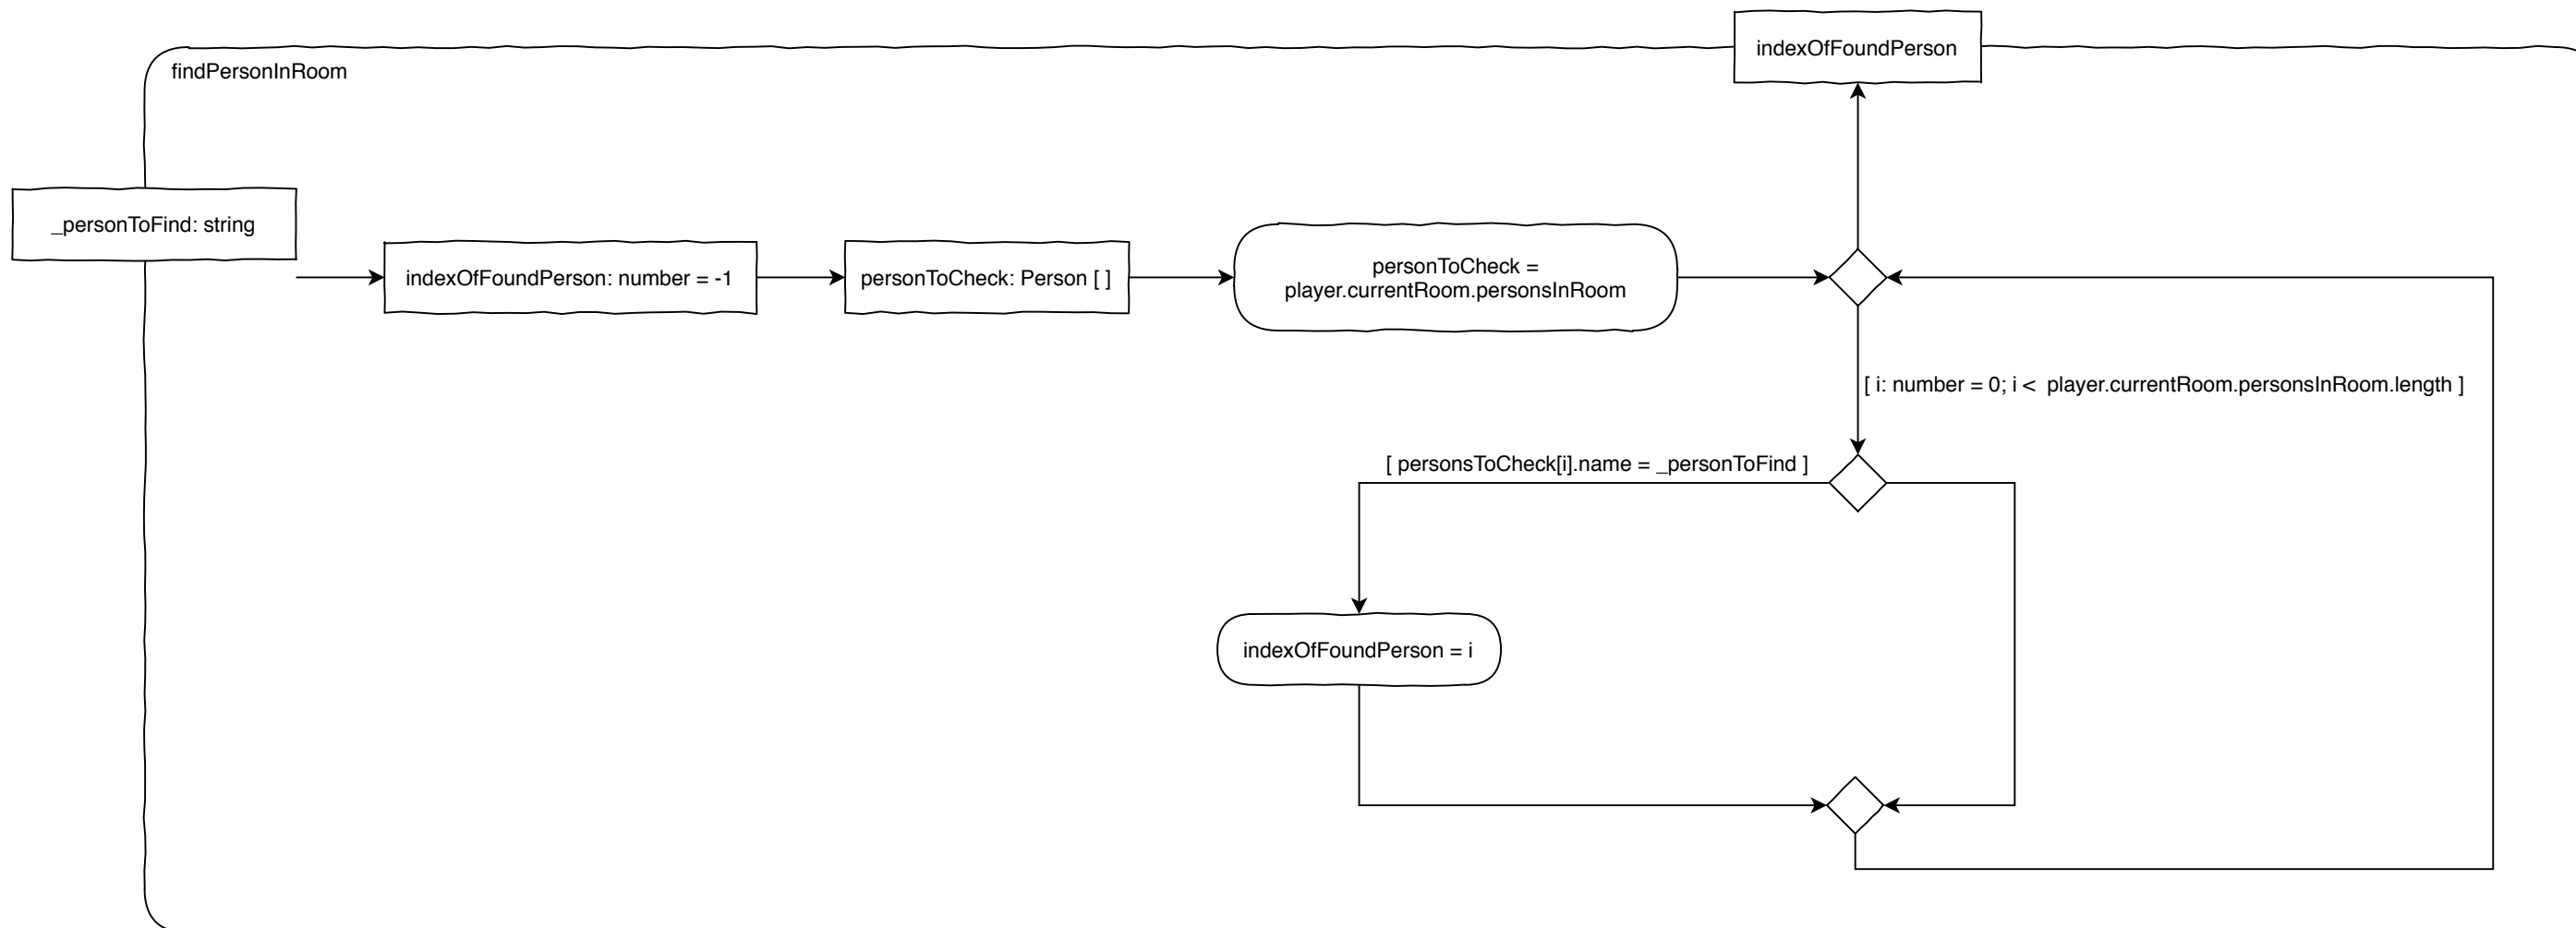 indexOfFoundPerson
findPersonInRoom
_personToFind: string
indexOfFoundPerson: number = -1
personToCheck: Person [ ]
personToCheck =
player.currentRoom.personsInRoom
[ i: number = 0; i <  player.currentRoom.personsInRoom.length ]
[ personsToCheck[i].name = _personToFind ]
indexOfFoundPerson = i